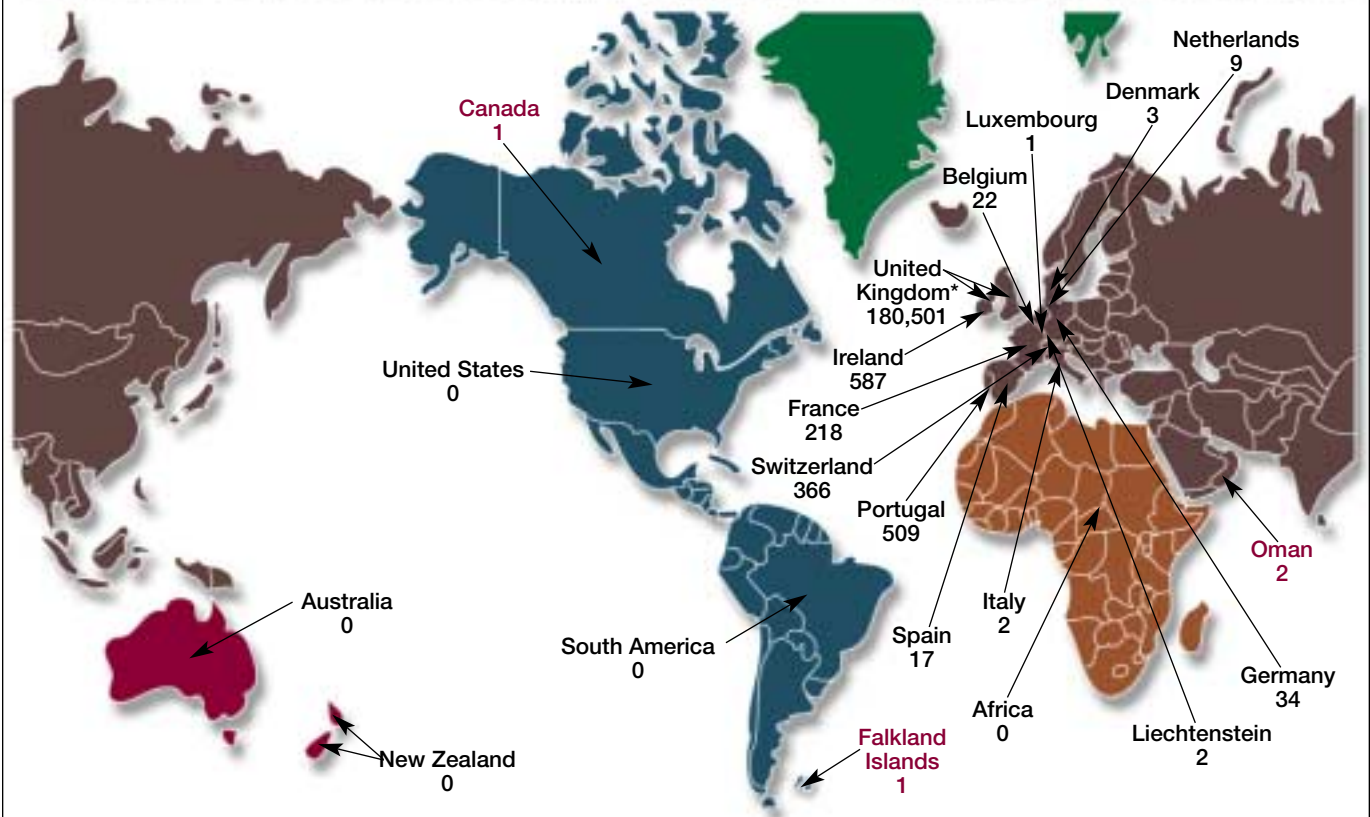 Netherlands
9
Denmark
3
Canada
1
Luxembourg
1
Belgium
22
United
Kingdom*
180,501
Ireland
587
United States
0
France
218
Switzerland
366
Portugal
509
Oman
2
Australia
0
Italy
2
Spain
17
South America
0
Germany
34
Africa
0
Liechtenstein
2
Falkland
Islands
1
New Zealand
0